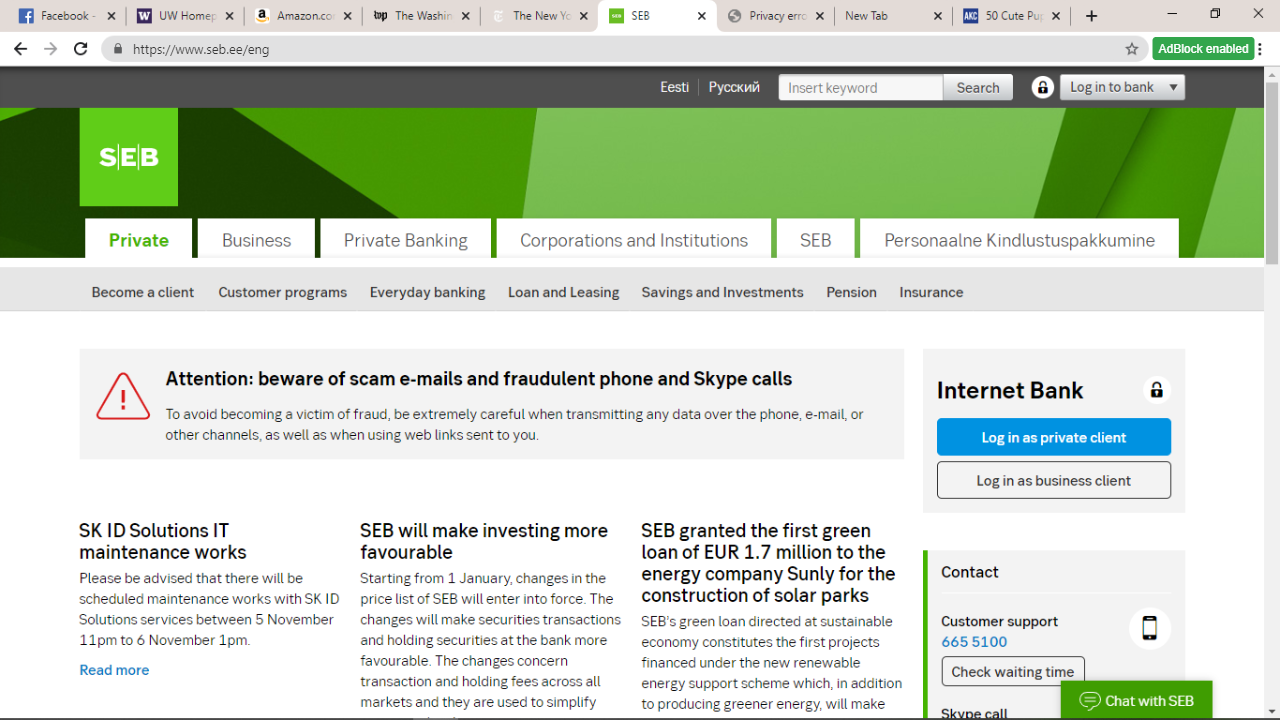 Facebook -
UW Homep
Amazon.co
The Washin
The New Yo
SEB
Privacy erro
New Tab
AKC
50 Cute Pup
https://www.seb.ee/eng
AdBlock enabled
Eesti
Русский
Insert keyword
Search
Log in to bank
S|E|B
Private
Business
Private Banking
Corporations and Institutions
SEB
Personaalne Kindlustuspakkumine
Become a client
Customer programs
Everyday banking
Loan and Leasing
Savings and Investments
Pension
Insurance
Attention: beware of scam e-mails and fraudulent phone and Skype calls
To avoid becoming a victim of fraud, be extremely careful when transmitting any data over the phone, e-mail, or
other channels, as well as when using web links sent to you.
Internet Bank
Log in as private client
Log in as business client
SK ID Solutions IT
maintenance works
Please be advised that there will be
scheduled maintenance works with SK ID
Solutions services between 5 November
11pm to 6 November 1pm.
Read more
SEB will make investing more
favourable
Starting from 1 January, changes in the
price list of SEB will enter into force. The
changes will make securities transactions
and holding securities at the bank more
favourable. The changes concern
transaction and holding fees across all
markets and they are used to simplify
SEB granted the first green
loan of EUR 1.7 million to the
energy company Sunly for the
construction of solar parks
SEB's green loan directed at sustainable
economy constitutes the first projects
financed under the new renewable
energy support scheme which, in addition
to producing greener energy, will make
Contact
Customer support
665 5100
Check waiting time
Skype call
Chat with SEB